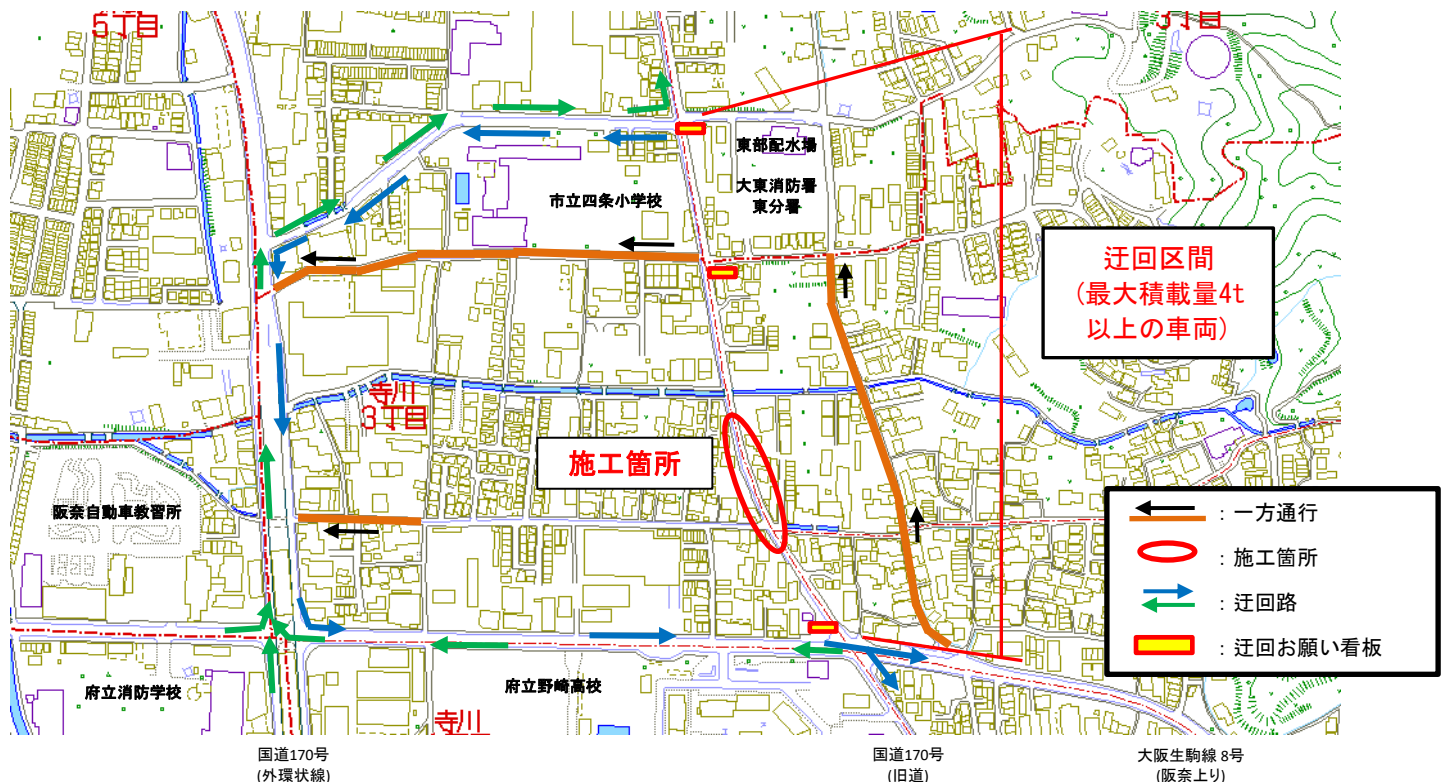 5丁目
3丁目
東部配水場
大東消防署
東分署
市立四条小学校
迂回区間
(最大積載量4t
以上の車両)
寺川
3丁目
施工箇所
阪奈自動車教習所
：一方通行
：施工箇所
：迂回路
：迂回お願い看板
府立消防学校
府立野崎高校
寺川
国道170号
(外環状線)
国道170号
(旧道)
大阪生駒線 8号
(阪奈上り)